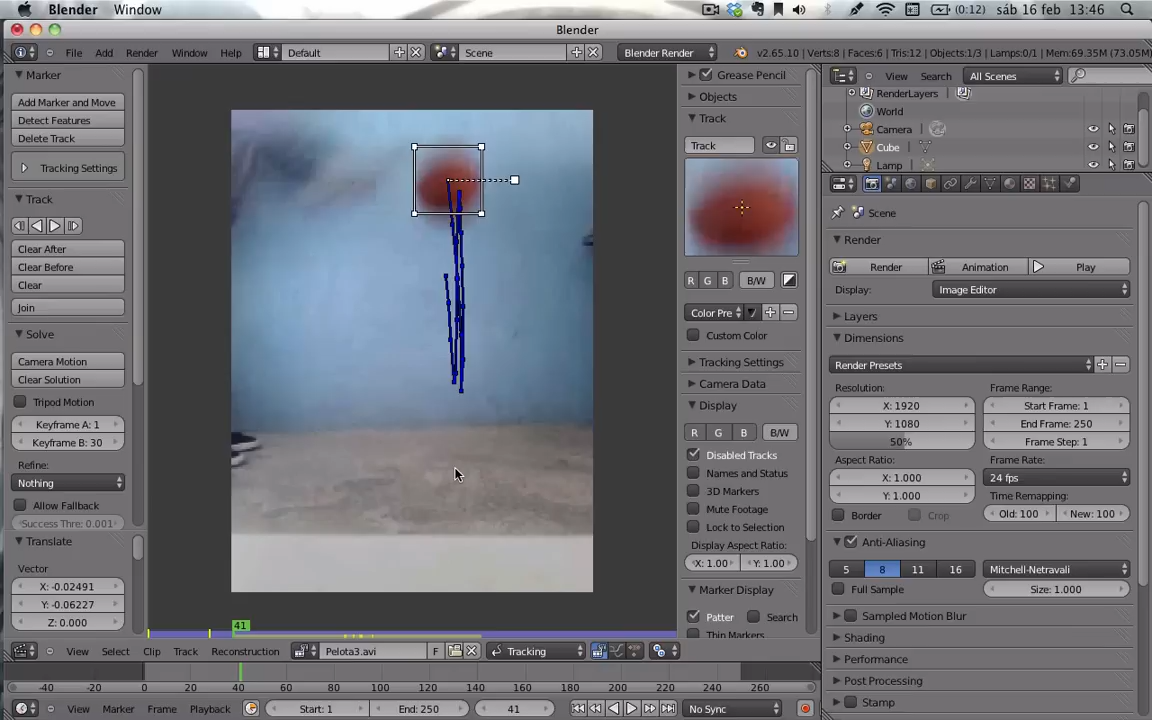 Blender Window (0:12) sáb 16 feb 13:46
Blender
File Add Render Window Help Default Scene Blender Render v2.65.10 | Verts:8 | Faces:6 | Tris:12 | Objects:1/3 | Lamps:0/1 | Mem:69.35M (73.05M)
Marker
Add Marker and Move
Detect Features
Delete Track
Tracking Settings
Track
Clear After
Clear Before
Clear
Join
Solve
Camera Motion
Clear Solution
Tripod Motion
Keyframe A: 1
Keyframe B: 30
Refine:
Nothing
Allow Fallback
Success Thre: 0.001
Translate
Vector
X: -0.02491
Y: -0.06227
Z: 0.000
41
View Select Clip Track Reconstruction Pelota3.avi F Tracking
Grease Pencil
Objects
Track
Track
R G B B/W
Color Pre
Custom Color
Tracking Settings
Camera Data
Display
R G B B/W
Disabled Tracks
Names and Status
3D Markers
Mute Footage
Lock to Selection
Display Aspect Ratio:
X: 1.00 Y: 1.00
Marker Display
Patter Search
Thin Markers
View Search All Scenes
RenderLayers
World
Camera
Cube
Lamp
Scene
Render
Render Animation Play
Display: Image Editor
Layers
Dimensions
Render Presets
Resolution: Frame Range:
X: 1920 Start Frame: 1
Y: 1080 End Frame: 250
50% Frame Step: 1
Aspect Ratio: Frame Rate:
X: 1.000 24 fps
Y: 1.000 Time Remapping:
Border Crop Old: 100 New: 100
Anti-Aliasing
5 8 11 16 Mitchell-Netravali
Full Sample Size: 1.000
Sampled Motion Blur
Shading
Performance
Post Processing
Stamp
-40 -20 0 20 40 60 80 100 120 140 160 180 200 220 240 260
View Marker Frame Playback Start: 1 End: 250 41 No Sync